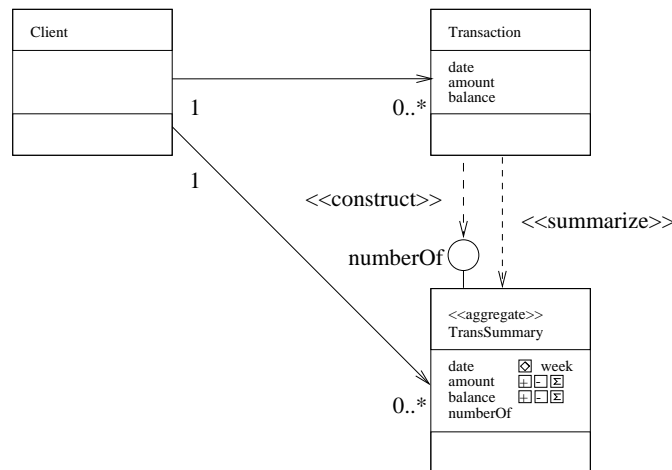 Client
Transaction
date
amount
balance
1
0..*
1
<<construct>>
<<summarize>>
numberOf
<<aggregate>>
TransSummary
date week
amount + - Σ
balance + - Σ
numberOf
0..*